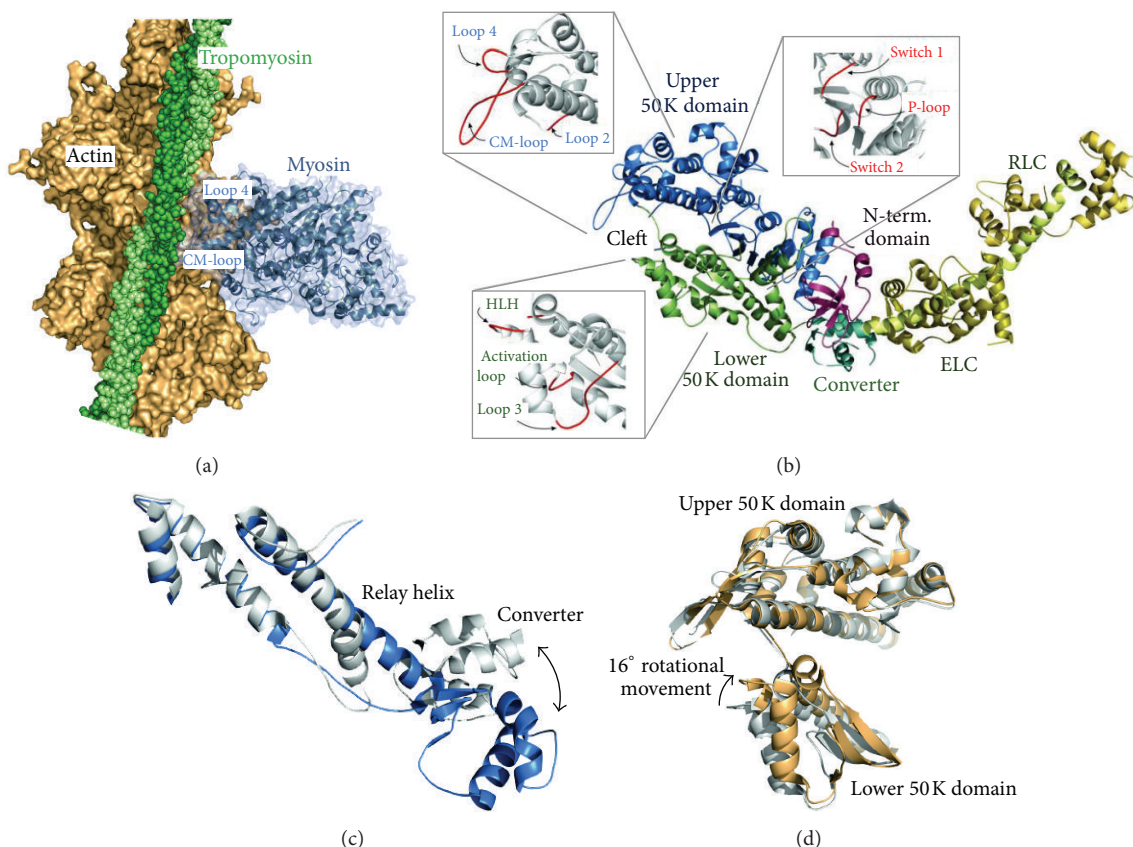 Tropomyosin
Actin
Myosin
Loop 4
CM-loop
(a)
Loop 4
CM-loop
Loop 2
Upper
50 K domain
Switch 1
P-loop
Switch 2
RLC
N-term.
domain
Cleft
HLH
Activation
loop
Loop 3
Lower
50 K domain
Converter
ELC
(b)
Relay helix
Converter
(c)
Upper 50 K domain
16° rotational
movement
Lower 50 K domain
(d)